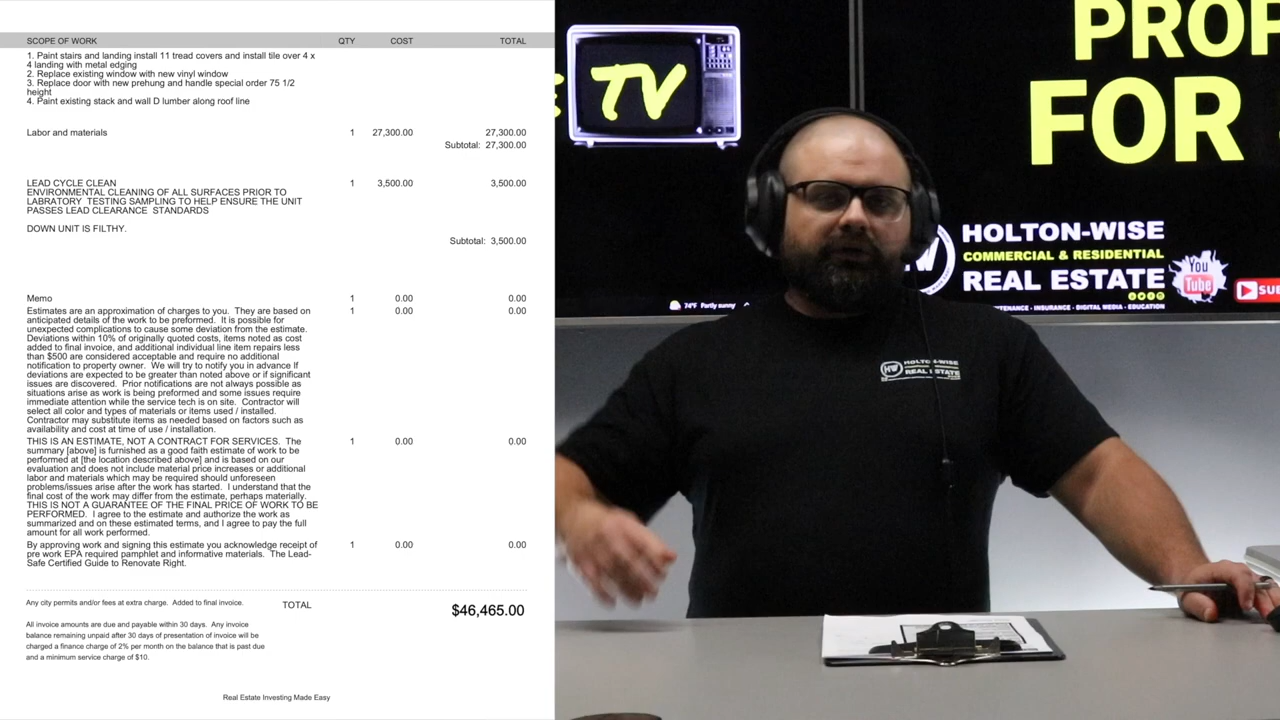 SCOPE OF WORK QTY COST TOTAL
1. Paint stairs and landing install 11 tread covers and install tile over 4 x
4 landing with metal edging
2. Replace existing window with new vinyl window
3. Replace door with new prehung and handle special order 75 1/2
height
4. Paint existing stack and wall D lumber along roof line
Labor and materials 1 27,300.00 27,300.00
Subtotal: 27,300.00
LEAD CYCLE CLEAN 1 3,500.00 3,500.00
ENVIRONMENTAL CLEANING OF ALL SURFACES PRIOR TO
LABRATORY TESTING SAMPLING TO HELP ENSURE THE UNIT
PASSES LEAD CLEARANCE STANDARDS
DOWN UNIT IS FILTHY.
Subtotal: 3,500.00
Memo 1 0.00 0.00
Estimates are an approximation of charges to you. They are based on 1 0.00 0.00
anticipated details of the work to be preformed. It is possible for
unexpected complications to cause some deviation from the estimate.
Deviations within 10% of originally quoted costs, items noted as cost
added to final invoice, and additional individual line item repairs less
than $500 are considered acceptable and require no additional
notification to property owner. We will try to notify you in advance If
deviations are expected to be greater than noted above or if significant
issues are discovered. Prior notifications are not always possible as
situations arise as work is being preformed and some issues require
immediate attention while the service tech is on site. Contractor will
select all color and types of materials or items used / installed.
Contractor may substitute items as needed based on factors such as
availability and cost at time of use / installation.
THIS IS AN ESTIMATE, NOT A CONTRACT FOR SERVICES. The 1 0.00 0.00
summary [above] is furnished as a good faith estimate of work to be
performed at [the location described above] and is based on our
evaluation and does not include material price increases or additional
labor and materials which may be required should unforeseen
problems/issues arise after the work has started. I understand that the
final cost of the work may differ from the estimate, perhaps materially.
THIS IS NOT A GUARANTEE OF THE FINAL PRICE OF WORK TO BE
PERFORMED. I agree to the estimate and authorize the work as
summarized and on these estimated terms, and I agree to pay the full
amount for all work performed.
By approving work and signing this estimate you acknowledge receipt of 1 0.00 0.00
pre work EPA required pamphlet and informative materials. The Lead-
Safe Certified Guide to Renovate Right.
Any city permits and/or fees at extra charge. Added to final invoice. TOTAL $46,465.00
All invoice amounts are due and payable within 30 days. Any invoice
balance remaining unpaid after 30 days of presentation of invoice will be
charged a finance charge of 2% per month on the balance that is past due
and a minimum service charge of $10.
Real Estate Investing Made Easy
TV
PROP
FOR
HOLTON-WISE
COMMERCIAL & RESIDENTIAL
REAL ESTATE
You
Tube
SUB
74°F Partly sunny
TENANCE - INSURANCE - DIGITAL MEDIA - EDUCATION
HW
HOLTON-WISE
REAL ESTATE